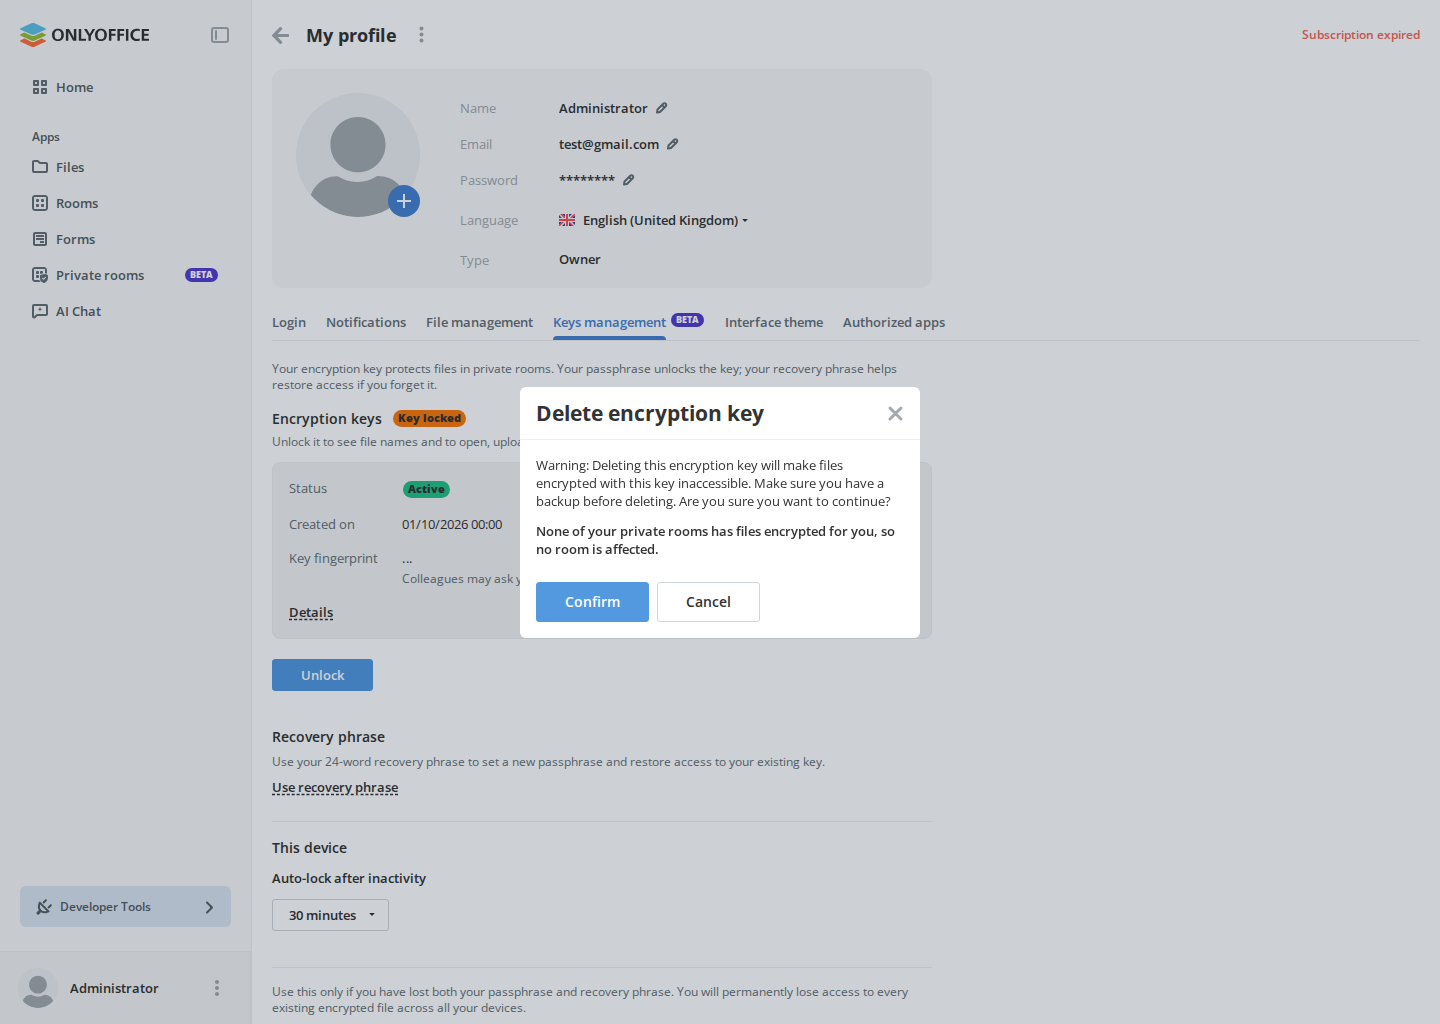 ONLYOFFICE
Home
Apps
Files
Rooms
Forms
Private rooms BETA
AI Chat
Developer Tools
Administrator
My profile
Subscription expired
Name Administrator
Email test@gmail.com
Password ********
Language English (United Kingdom)
Type Owner
Login Notifications File management Keys management BETA Interface theme Authorized apps
Your encryption key protects files in private rooms. Your passphrase unlocks the key; your recovery phrase helps
restore access if you forget it.
Encryption keys Key locked
Unlock it to see file names and to open, uploa
Status Active
Created on 01/10/2026 00:00
Key fingerprint ...
Colleagues may ask y
Details
Unlock
Delete encryption key
Warning: Deleting this encryption key will make files
encrypted with this key inaccessible. Make sure you have a
backup before deleting. Are you sure you want to continue?
None of your private rooms has files encrypted for you, so
no room is affected.
Confirm Cancel
Recovery phrase
Use your 24-word recovery phrase to set a new passphrase and restore access to your existing key.
Use recovery phrase
This device
Auto-lock after inactivity
30 minutes
Use this only if you have lost both your passphrase and recovery phrase. You will permanently lose access to every
existing encrypted file across all your devices.